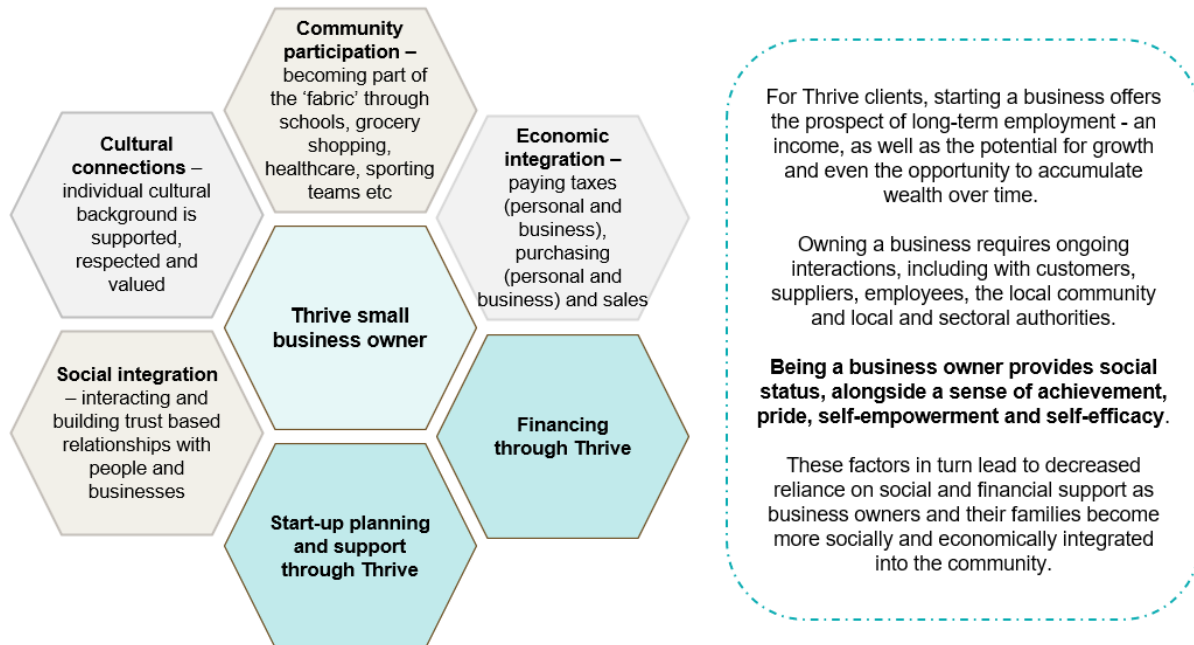 Community
participation –
becoming part of
the ‘fabric’ through
schools, grocery
shopping,
healthcare, sporting
teams etc
Cultural
connections –
individual cultural
background is
supported,
respected and
valued
Economic
integration –
paying taxes
(personal and
business),
purchasing
(personal and
business) and sales
Thrive small
business owner
Social integration
– interacting and
building trust based
relationships with
people and
businesses
Financing
through Thrive
Start-up planning
and support
through Thrive
For Thrive clients, starting a business offers
the prospect of long-term employment - an
income, as well as the potential for growth
and even the opportunity to accumulate
wealth over time.
Owning a business requires ongoing
interactions, including with customers,
suppliers, employees, the local community
and local and sectoral authorities.
Being a business owner provides social
status, alongside a sense of achievement,
pride, self-empowerment and self-efficacy.
These factors in turn lead to decreased
reliance on social and financial support as
business owners and their families become
more socially and economically integrated
into the community.